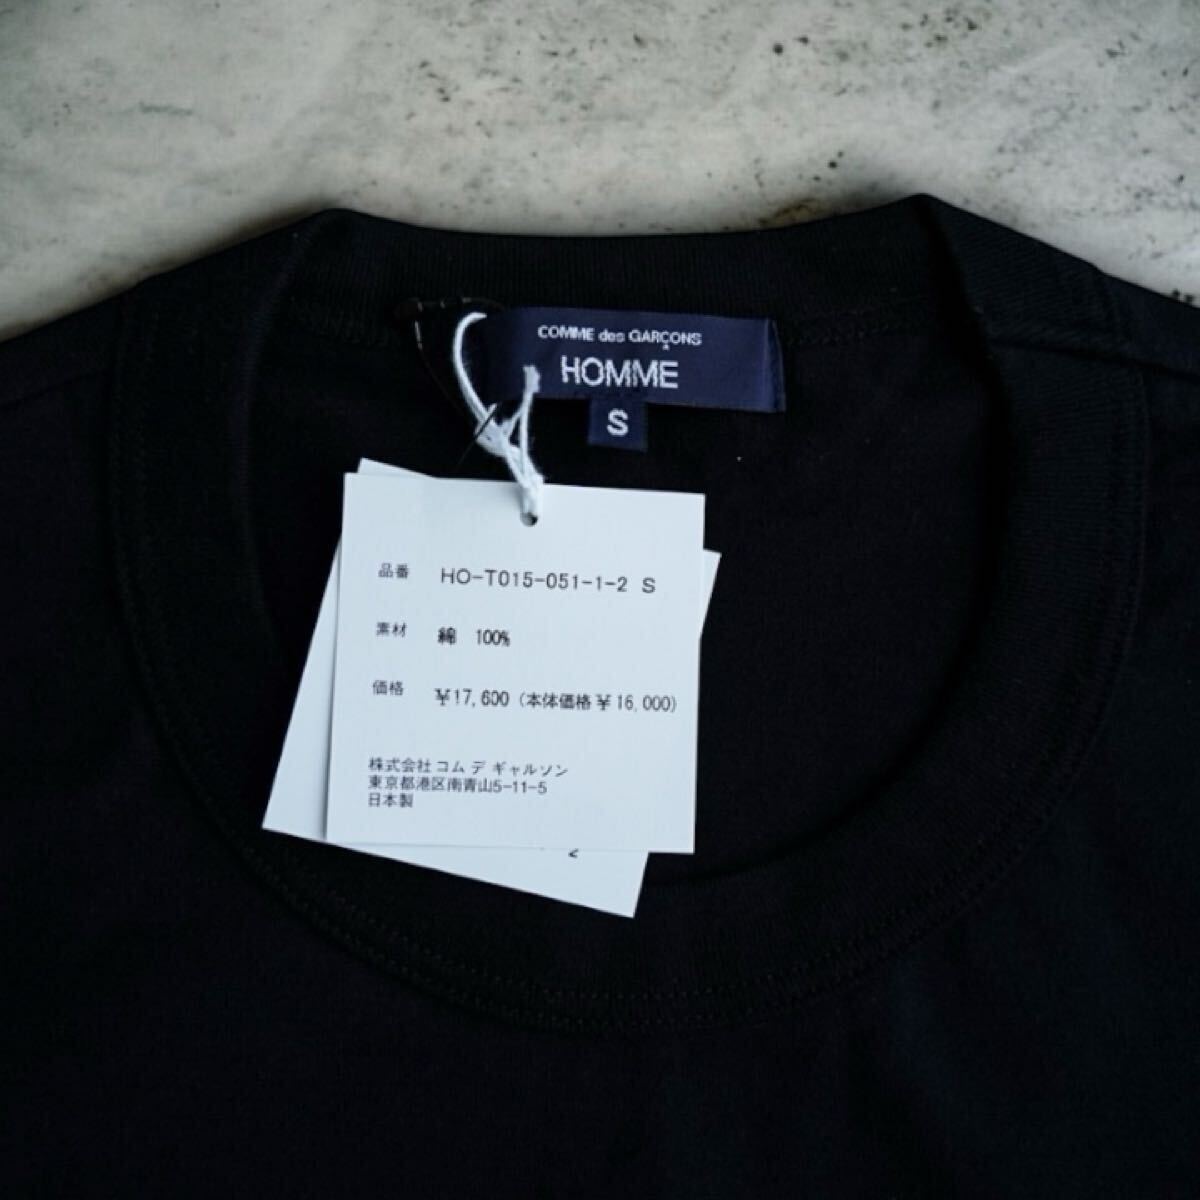 COMME des GARÇONS
HOMME
S
品番 HO-T015-051-1-2 S
素材 綿 100%
価格 ¥17,600 (本体価格 ¥ 16,000)
株式会社 コム デ ギャルソン
東京都港区南青山5-11-5
日本製
2